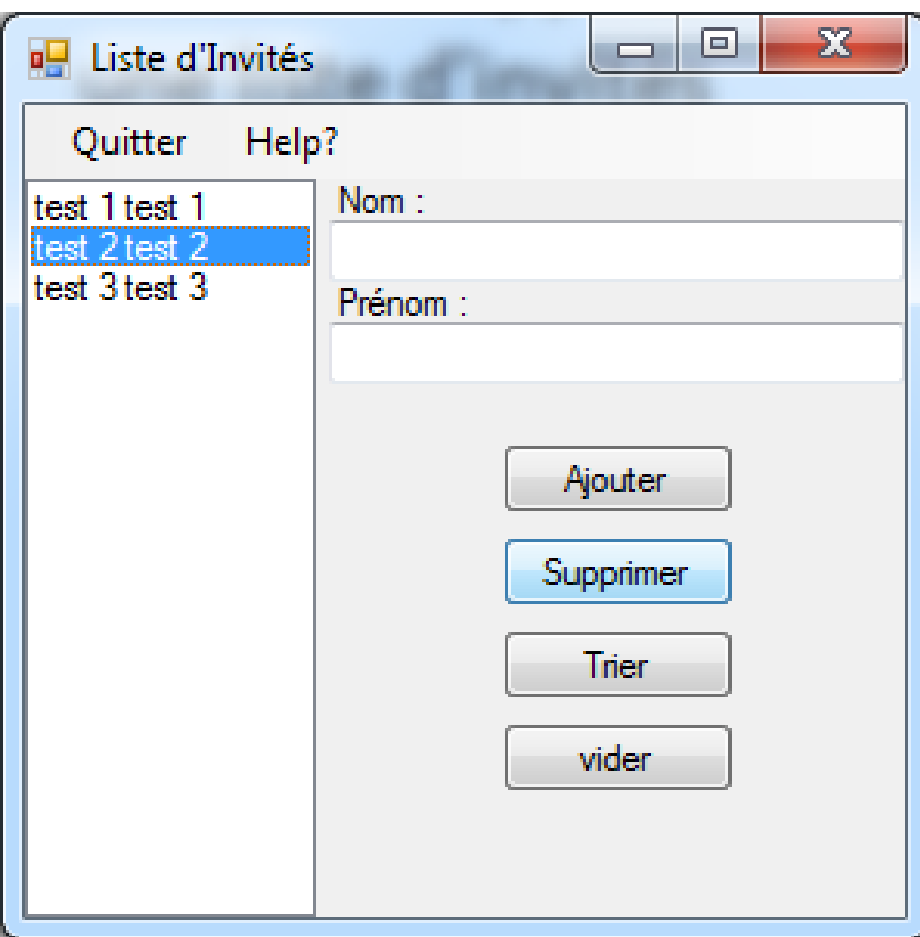 Liste d'Invités
Quitter Help?
test 1 test 1
test 2 test 2
test 3 test 3
Nom :
Prénom :
Ajouter
Supprimer
Trier
vider